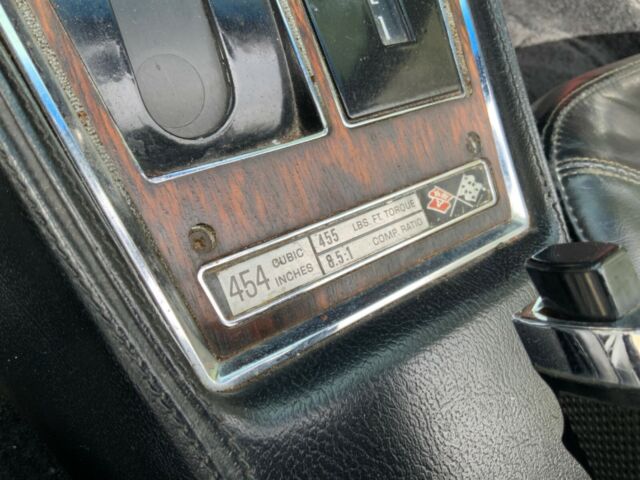 454 CUBIC INCHES
455 LBS. FT. TORQUE
8.5:1 COMP. RATIO